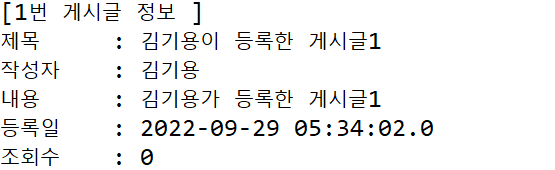 [1번 게시글 정보 ]
제목 : 김기용이 등록한 게시글1
작성자 : 김기용
내용 : 김기용가 등록한 게시글1
등록일 : 2022-09-29 05:34:02.0
조회수 : 0